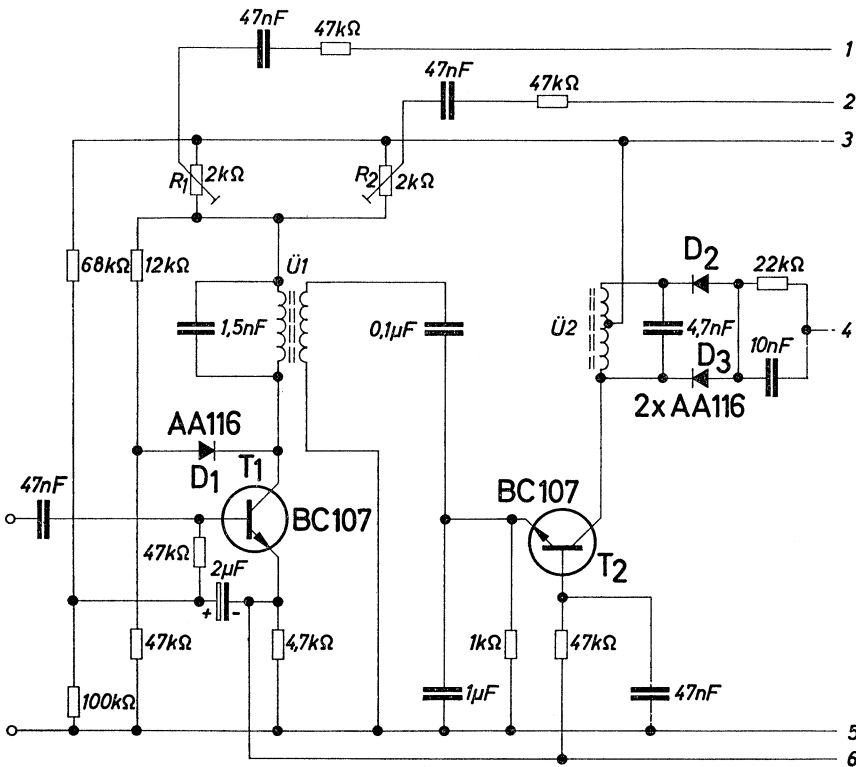 47nF
47kΩ
1
47nF
47kΩ
2
3
R1
2kΩ
R2
2kΩ
68kΩ
12kΩ
Ü1
D2
22kΩ
1,5nF
0,1µF
Ü2
4,7nF
10nF
4
D3
2x AA116
AA116
D1
T1
47nF
BC107
BC107
47kΩ
2µF
T2
+ -
47kΩ
4,7kΩ
1kΩ
47kΩ
100kΩ
1µF
47nF
5
6